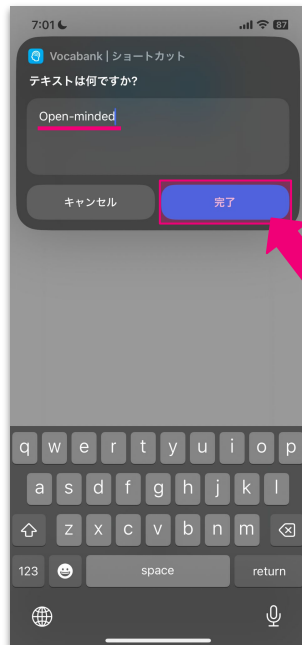 7:01
87
Vocabank | ショートカット
テキストは何ですか?
Open-minded
キャンセル 完了
q w e r t y u i o p
a s d f g h j k l
z x c v b n m
123 space return